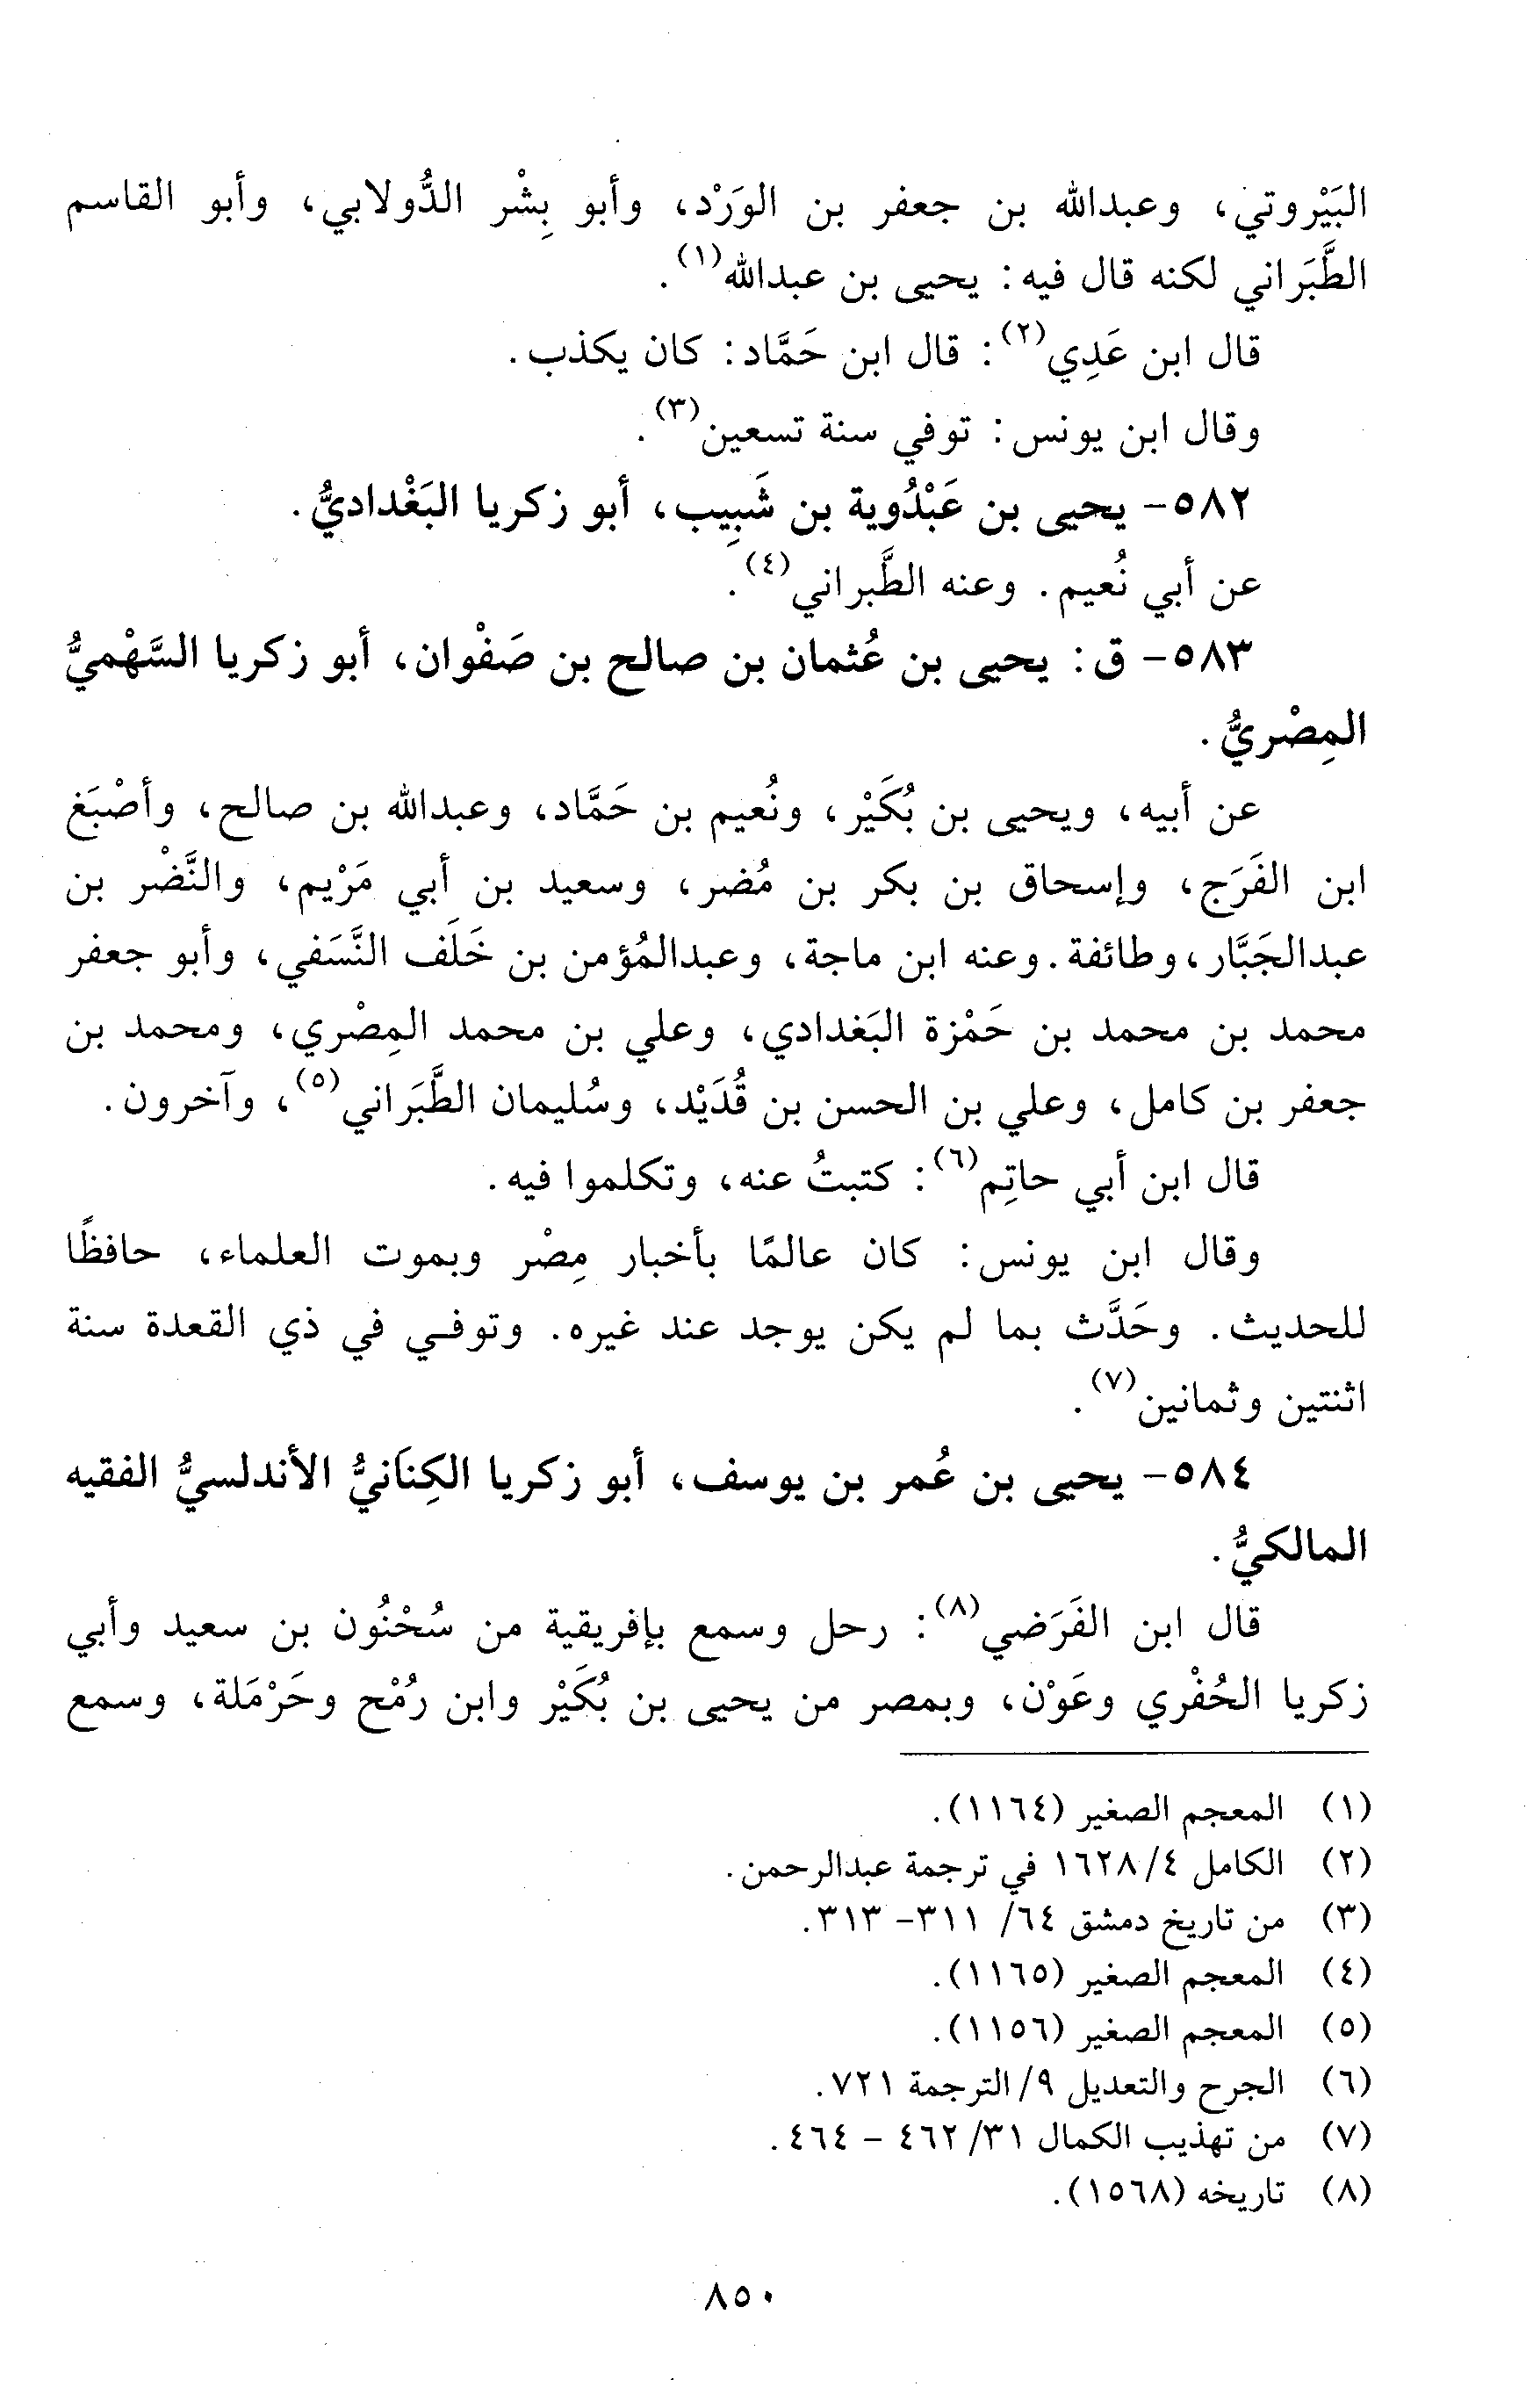 البَيْروتي، وعبدالله بن جعفر بن الوَرْد، وأبو بِشْر الدُّولابي، وأبو القاسم
الطَّبَراني لكنه قال فيه: يحيى بن عبدالله(١).
قال ابن عَدِي(٢): قال ابن حَمَّاد: كان يكذب.
وقال ابن يونس: توفي سنة تسعين(٣).
٥٨٢- يحيى بن عَبْدُوية بن شَبِيب، أبو زكريا البَغْداديُّ.
عن أبي نُعيم. وعنه الطَّبراني(٤).
٥٨٣- ق: يحيى بن عُثمان بن صالح بن صَفْوان، أبو زكريا السَّهْميُّ
المِصْريُّ.
عن أبيه، ويحيى بن بُكَيْر، ونُعيم بن حَمَّاد، وعبدالله بن صالح، وأصْبَغ
ابن الفَرَج، وإسحاق بن بكر بن مُضر، وسعيد بن أبي مَرْيم، والنَّضْر بن
عبدالجَبَّار، وطائفة. وعنه ابن ماجة، وعبدالمُؤمن بن خَلَف النَّسَفي، وأبو جعفر
محمد بن محمد بن حَمْزة البَغدادي، وعلي بن محمد المِصْري، ومحمد بن
جعفر بن كامل، وعلي بن الحسن بن قُدَيْد، وسُليمان الطَّبَراني(٥)، وآخرون.
قال ابن أبي حاتِم(٦): كتبتُ عنه، وتكلموا فيه.
وقال ابن يونس: كان عالمًا بأخبار مِصْر وبموت العلماء، حافظًا
للحديث. وحَدَّث بما لم يكن يوجد عند غيره. وتوفي في ذي القعدة سنة
اثنتين وثمانين(٧).
٥٨٤- يحيى بن عُمر بن يوسف، أبو زكريا الكِنَانيُّ الأندلسيُّ الفقيه
المالكيُّ.
قال ابن الفَرَضي(٨): رحل وسمع بإفريقية من سُحْنُون بن سعيد وأبي
زكريا الحُفْري وعَوْن، وبمصر من يحيى بن بُكَيْر وابن رُمْح وحَرْمَلة، وسمع
(١) المعجم الصغير (١١٦٤).
(٢) الكامل ٤/ ١٦٢٨ في ترجمة عبدالرحمن.
(٣) من تاريخ دمشق ٦٤/ ٣١١- ٣١٣.
(٤) المعجم الصغير (١١٦٥).
(٥) المعجم الصغير (١١٥٦).
(٦) الجرح والتعديل ٩/ الترجمة ٧٢١.
(٧) من تهذيب الكمال ٣١/ ٤٦٢ - ٤٦٤.
(٨) تاريخه (١٥٦٨).
٨٥٠